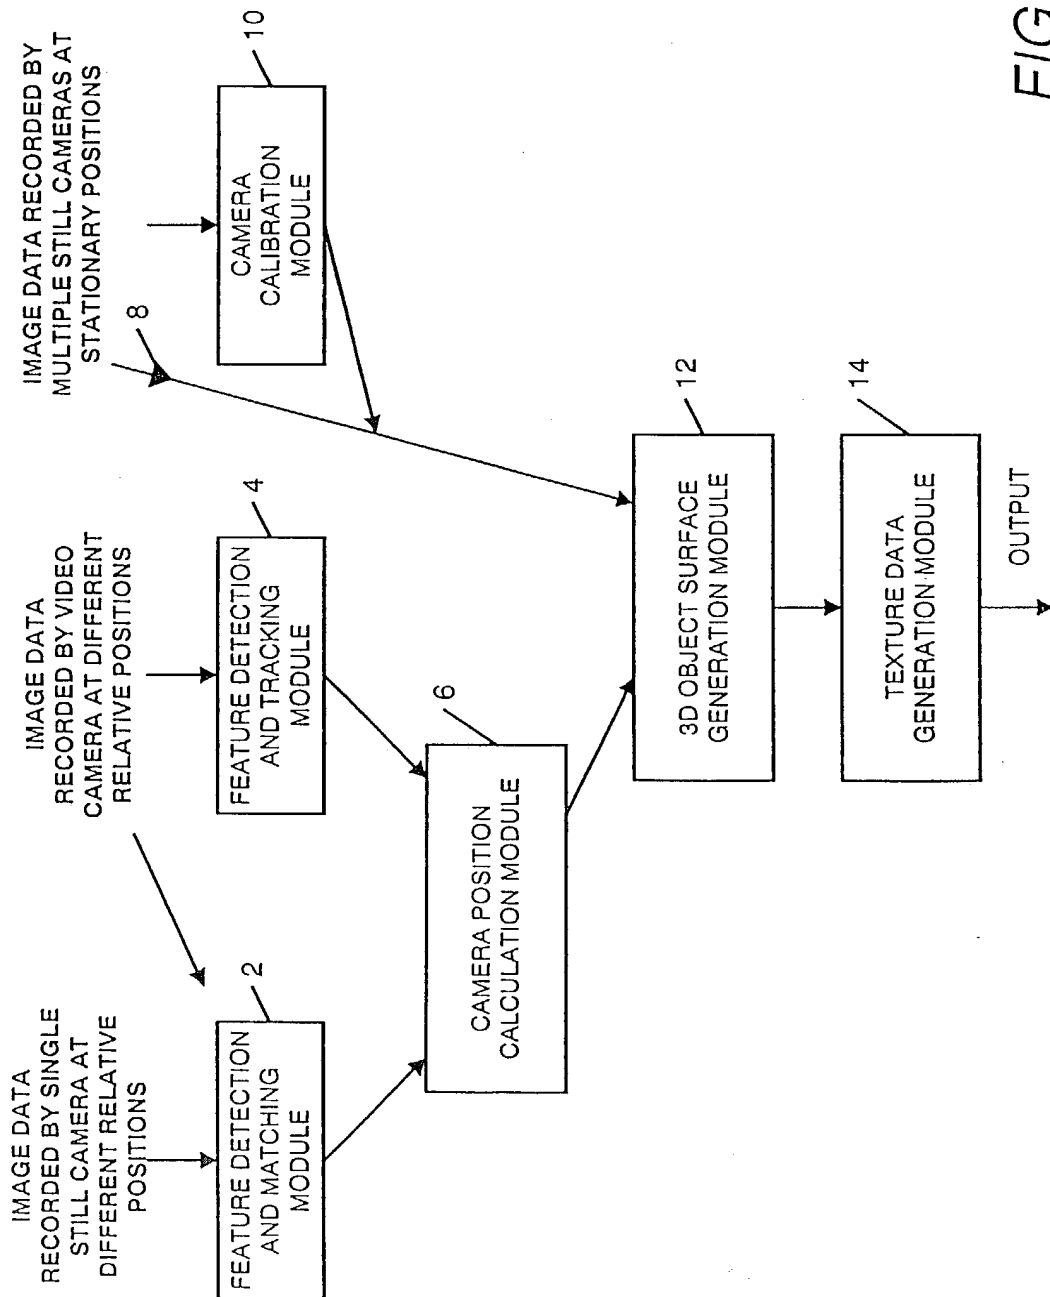 IMAGE DATA
RECORDED BY SINGLE
STILL CAMERA AT
DIFFERENT RELATIVE
POSITIONS
IMAGE DATA
RECORDED BY VIDEO
CAMERA AT DIFFERENT
RELATIVE POSITIONS
IMAGE DATA RECORDED BY
MULTIPLE STILL CAMERAS AT
STATIONARY POSITIONS
2
FEATURE DETECTION
AND MATCHING
MODULE
4
FEATURE DETECTION
AND TRACKING
MODULE
8
10
CAMERA
CALIBRATION
MODULE
6
CAMERA POSITION
CALCULATION MODULE
12
3D OBJECT SURFACE
GENERATION MODULE
14
TEXTURE DATA
GENERATION MODULE
OUTPUT
FIG